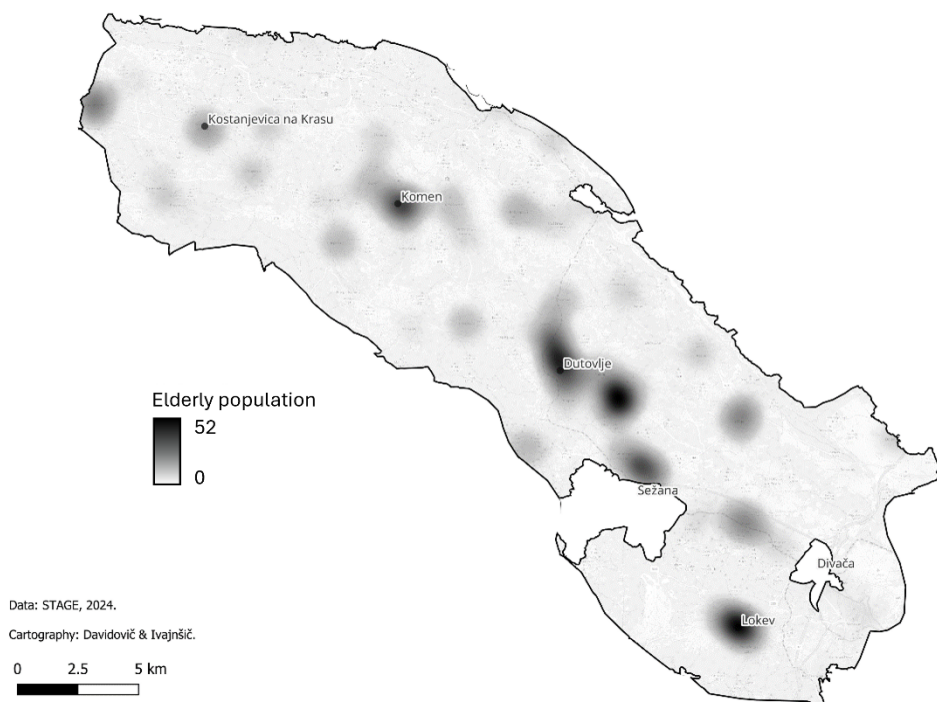 Kostanjevica na Krasu
Komen
Dutovlje
Elderly population
52
0
Sežana
Divača
Data: STAGE, 2024.
Lokev
Cartography: Davidovič & Ivajnšič.
0 2.5 5 km